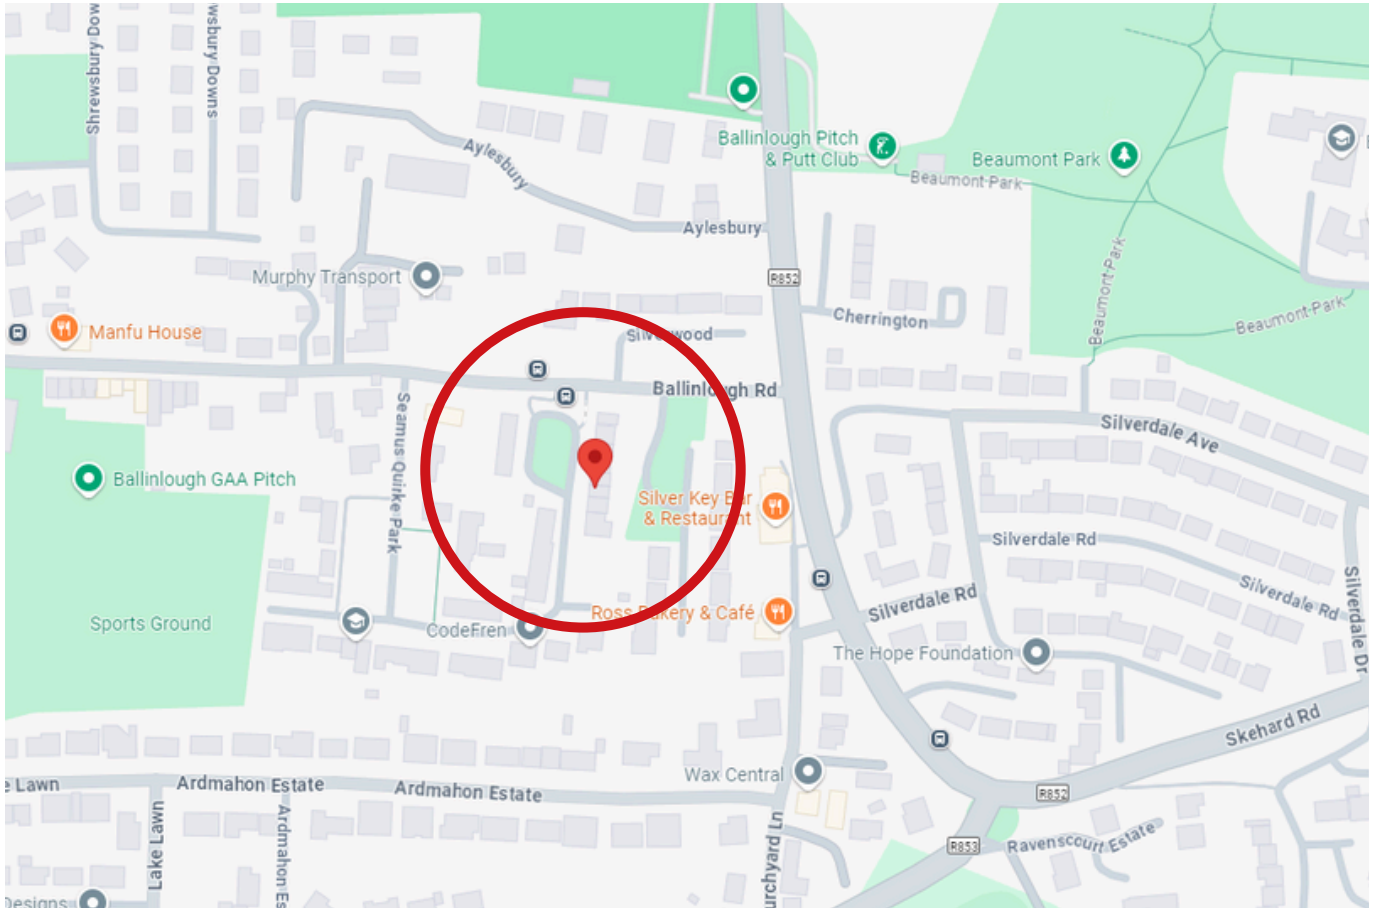 Shrewsbury Dow
wsbury Downs
Ballinlough Pitch
& Putt Club
Beaumont Park
Beaumont Park
Aylesbury
Aylesbury
Murphy Transport
R852
Cherrington
Beaumont Park
Beaumont-Park
Manfu House
Silverwood
Ballinlough Rd
Seamus Quirke Park
Silverdale Ave
Ballinlough GAA Pitch
Silver Key Bar
& Restaurant
Silverdale Rd
Silverdale Rd
Silverdale Dr
Silverdale Rd
Sports Ground
CodeFren
Ross Bakery & Café
The Hope Foundation
Skehard Rd
e Lawn
Ardmahon Estate
Ardmahon Estate
Wax Central
R852
Lake Lawn
Ardmahon Es
urchyard Ln
R853
Ravenscourt Estate
Designs